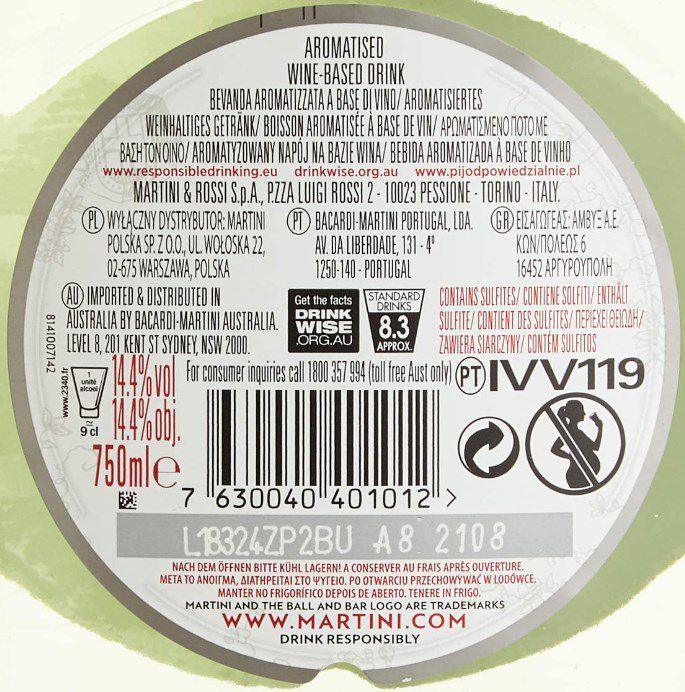 AROMATISED
WINE-BASED DRINK
BEVANDA AROMATIZZATA A BASE DI VINO/ AROMATISIERTES
WEINHALTIGES GETRÄNK/ BOISSON AROMATISÉE À BASE DE VIN/ ΑΡΩΜΑΤΙΣΜΕΝΟ ΠΟΤΟ ΜΕ
ΒΑΣΗ ΤΟΝ ΟΙΝΟ/ AROMATYZOWANY NAPÓJ NA BAZIE WINA/ BEBIDA AROMATIZADA À BASE DE VINHO
www.responsibledrinking.eu drinkwise.org.au www.pijodpowiedzialnie.pl
MARTINI & ROSSI S.p.A., P.ZZA LUIGI ROSSI 2 - 10023 PESSIONE - TORINO - ITALY.
PL WYŁĄCZNY DYSTRYBUTOR: MARTINI
POLSKA SP. Z O.O., UL. WOŁOSKA 22,
02-675 WARSZAWA, POLSKA
PT BACARDI-MARTINI PORTUGAL, LDA.
AV. DA LIBERDADE, 131 - 4º
1250-140 - PORTUGAL
GR ΕΙΣΑΓΩΓΕΑΣ: ΑΜΒΥΞ Α.Ε.
ΚΩΝ/ΠΟΛΕΩΣ 6
16452 ΑΡΓΥΡΟΥΠΟΛΗ
AU IMPORTED & DISTRIBUTED IN
AUSTRALIA BY BACARDI-MARTINI AUSTRALIA.
LEVEL 8, 201 KENT ST SYDNEY, NSW 2000.
Get the facts
DRINK
WISE
.ORG.AU
STANDARD
DRINKS
8.3
APPROX.
CONTAINS SULFITES/ CONTIENE SOLFITI/ ENTHÄLT
SULFITE/ CONTIENT DES SULFITES/ ΠΕΡΙΕΧΕΙ ΘΕΙΩΔΗ/
ZAWIERA SIARCZYNY/ CONTÉM SULFITOS
8141007142
www.2340.fr
1
unité
alcool
≈
9 cl
14.4% vol
14.4% obj.
750ml e
For consumer inquiries call 1800 357 994 (toll free Aust only)
PT IVV119
7 630040 401012 >
L18324ZP2BU A8 2108
NACH DEM ÖFFNEN BITTE KÜHL LAGERN! A CONSERVER AU FRAIS APRÈS OUVERTURE.
ΜΕΤΑ ΤΟ ΑΝΟΙΓΜΑ, ΔΙΑΤΗΡΕΙΤΑΙ ΣΤΟ ΨΥΓΕΙΟ. PO OTWARCIU PRZECHOWYWAĆ W LODÓWCE.
MANTER NO FRIGORÍFICO DEPOIS DE ABERTO. TENERE IN FRIGO.
MARTINI AND THE BALL AND BAR LOGO ARE TRADEMARKS
WWW.MARTINI.COM
DRINK RESPONSIBLY